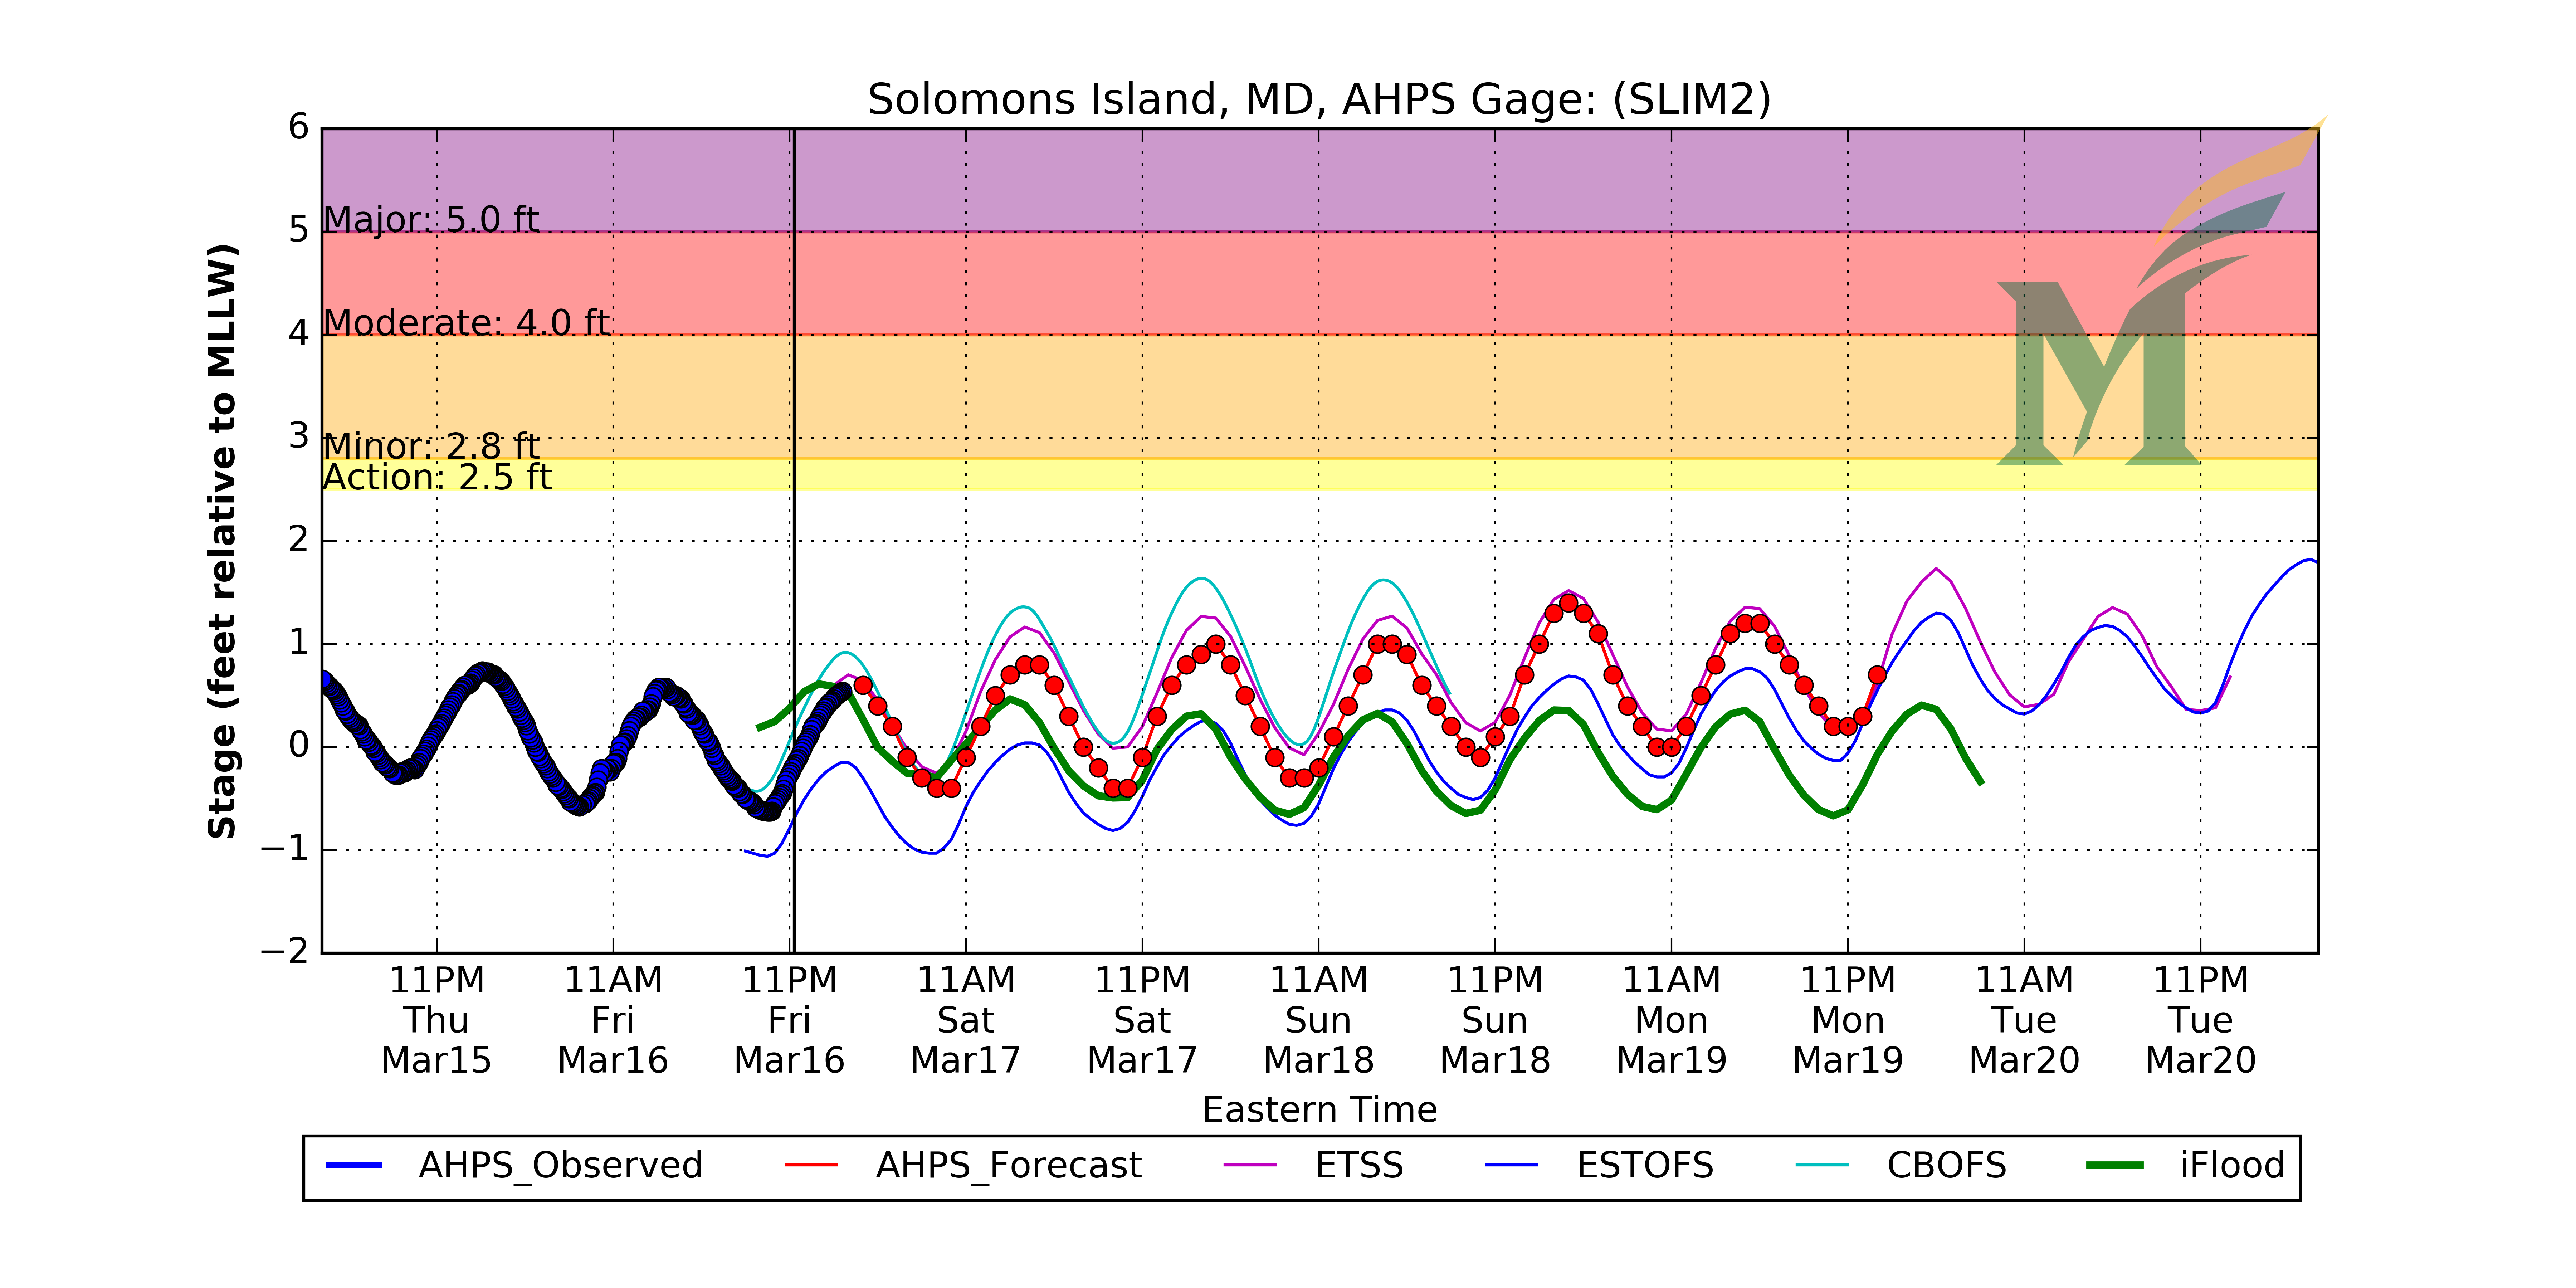 Solomons Island, MD, AHPS Gage: (SLIM2)
Stage (feet relative to MLLW)
6
5
4
3
2
1
0
−1
−2
Major: 5.0 ft
Moderate: 4.0 ft
Minor: 2.8 ft
Action: 2.5 ft
11PM 11AM 11PM 11AM 11PM 11AM 11PM 11AM 11PM 11AM 11PM
Thu Fri Fri Sat Sat Sun Sun Mon Mon Tue Tue
Mar15 Mar16 Mar16 Mar17 Mar17 Mar18 Mar18 Mar19 Mar19 Mar20 Mar20
Eastern Time
AHPS_Observed AHPS_Forecast ETSS ESTOFS CBOFS iFlood
M